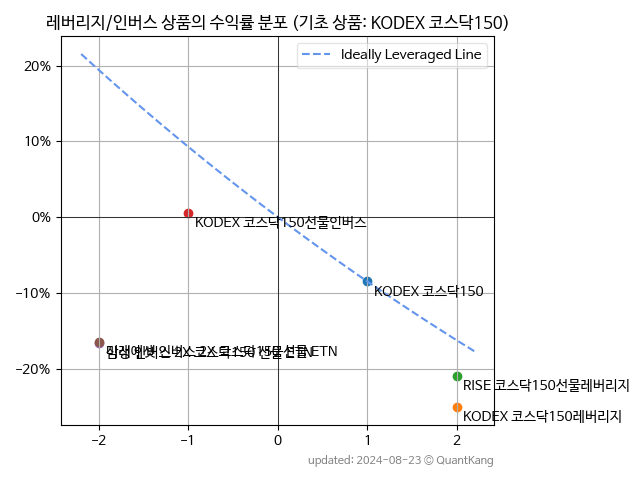 레버리지/인버스 상품의 수익률 분포 (기초 상품: KODEX 코스닥150)
Ideally Leveraged Line
20%
10%
0%
KODEX 코스닥150선물인버스
−10%
KODEX 코스닥150
−20%
RISE 코스닥150선물레버리지
KODEX 코스닥150레버리지
−2
−1
0
1
2
updated: 2024-08-23 © QuantKang